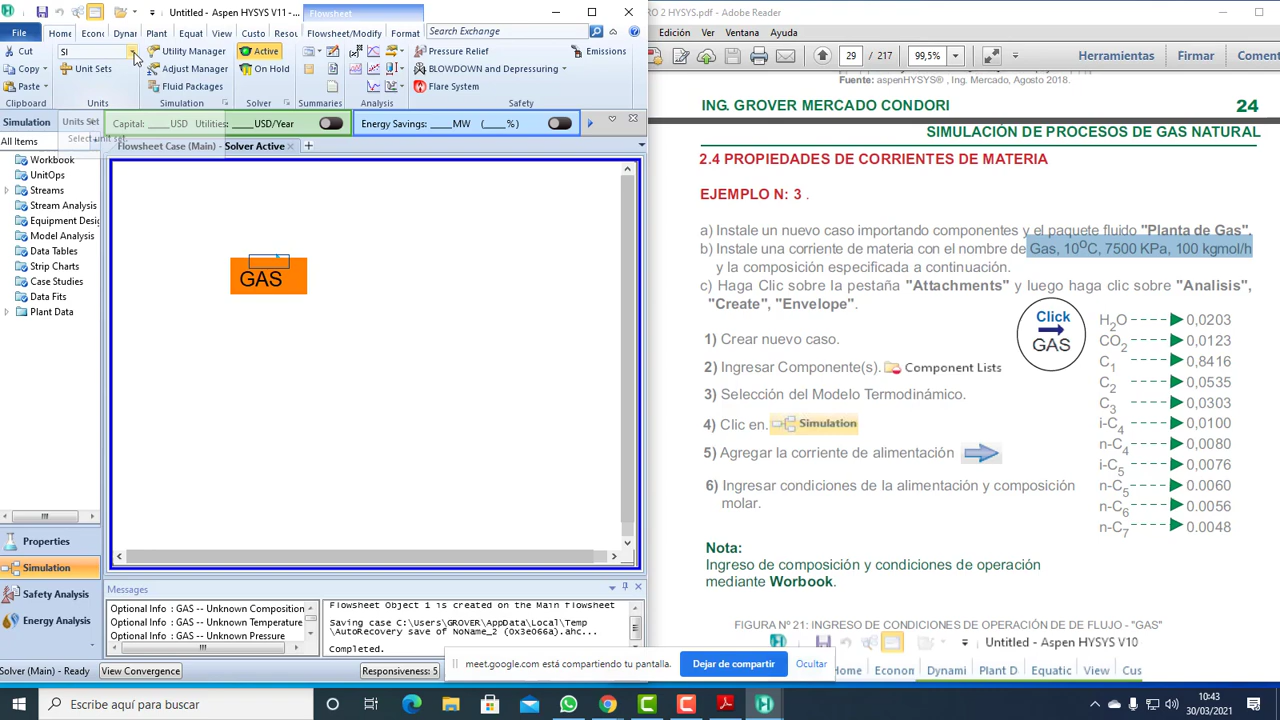 Untitled - Aspen HYSYS V11 - ...
Flowsheet
File Home Econ Dynar Plant Equat View Custo Resou Flowsheet/Modify Format
Search Exchange
Cut
Copy
Paste
Clipboard
SI
Unit Sets
Units
Utility Manager
Adjust Manager
Fluid Packages
Simulation
Active
On Hold
Solver
Summaries
Analysis
Pressure Relief
BLOWDOWN and Depressuring
Flare System
Emissions
Safety
Units Set
Select unit set.
Capital: ____USD Utilities: ____USD/Year
Energy Savings: ____MW (____%)
Simulation
All Items
Flowsheet Case (Main) - Solver Active
Workbook
UnitOps
Streams
Stream Analysis
Equipment Desig
Model Analysis
Data Tables
Strip Charts
Case Studies
Data Fits
Plant Data
Properties
Simulation
Safety Analysis
Energy Analysis
GAS
Messages
Optional Info : GAS -- Unknown Composition
Optional Info : GAS -- Unknown Temperature
Optional Info : GAS -- Unknown Pressure
Flowsheet Object 1 is created on the Main flowsheet
Saving case C:\Users\GROVER\AppData\Local\Temp
\AutoRecovery save of NoName_2 (0x3e066a).ahc...
Completed.
Solver (Main) - Ready
View Convergence
Responsiveness: 5
meet.google.com está compartiendo tu pantalla.
Dejar de compartir
Ocultar
RO 2 HYSYS.pdf - Adobe Reader
Edición Ver Ventana Ayuda
29 / 217
99,5%
Herramientas
Firmar
Comen
Fuente: aspenHYSYS®, Ing. Mercado, Agosto 2018.
ING. GROVER MERCADO CONDORI 24
SIMULACIÓN DE PROCESOS DE GAS NATURAL
2.4 PROPIEDADES DE CORRIENTES DE MATERIA
EJEMPLO N: 3 .
a) Instale un nuevo caso importando componentes y el paquete fluido "Planta de Gas".
b) Instale una corriente de materia con el nombre de Gas, 10ºC, 7500 KPa, 100 kgmol/h
y la composición especificada a continuación.
c) Haga Clic sobre la pestaña "Attachments" y luego haga clic sobre "Analisis",
"Create", "Envelope".
1) Crear nuevo caso.
2) Ingresar Componente(s). Component Lists
3) Selección del Modelo Termodinámico.
4) Clic en. Simulation
5) Agregar la corriente de alimentación
6) Ingresar condiciones de la alimentación y composición
molar.
Click
GAS
H2O 0,0203
CO2 0,0123
C1 0,8416
C2 0,0535
C3 0,0303
i-C4 0,0100
n-C4 0,0080
i-C5 0,0076
n-C5 0.0060
n-C6 0.0056
n-C7 0.0048
Nota:
Ingreso de composición y condiciones de operación
mediante Worbook.
FIGURA Nº 21: INGRESO DE CONDICIONES DE OPERACIÓN DE DE FLUJO - "GAS"
Untitled - Aspen HYSYS V10
Home Econom Dynami Plant D Equatic View Cus
Escribe aquí para buscar
10:43
30/03/2021